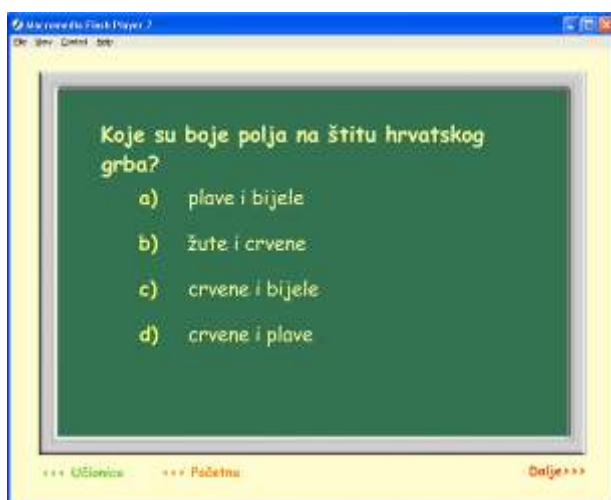 Macromedia Flash Player 7
File View Control Help
Koje su boje polja na štitu hrvatskog
grba?
a) plave i bijele
b) žute i crvene
c) crvene i bijele
d) crvene i plave
<<< Učionica <<< Početna Dalje>>>